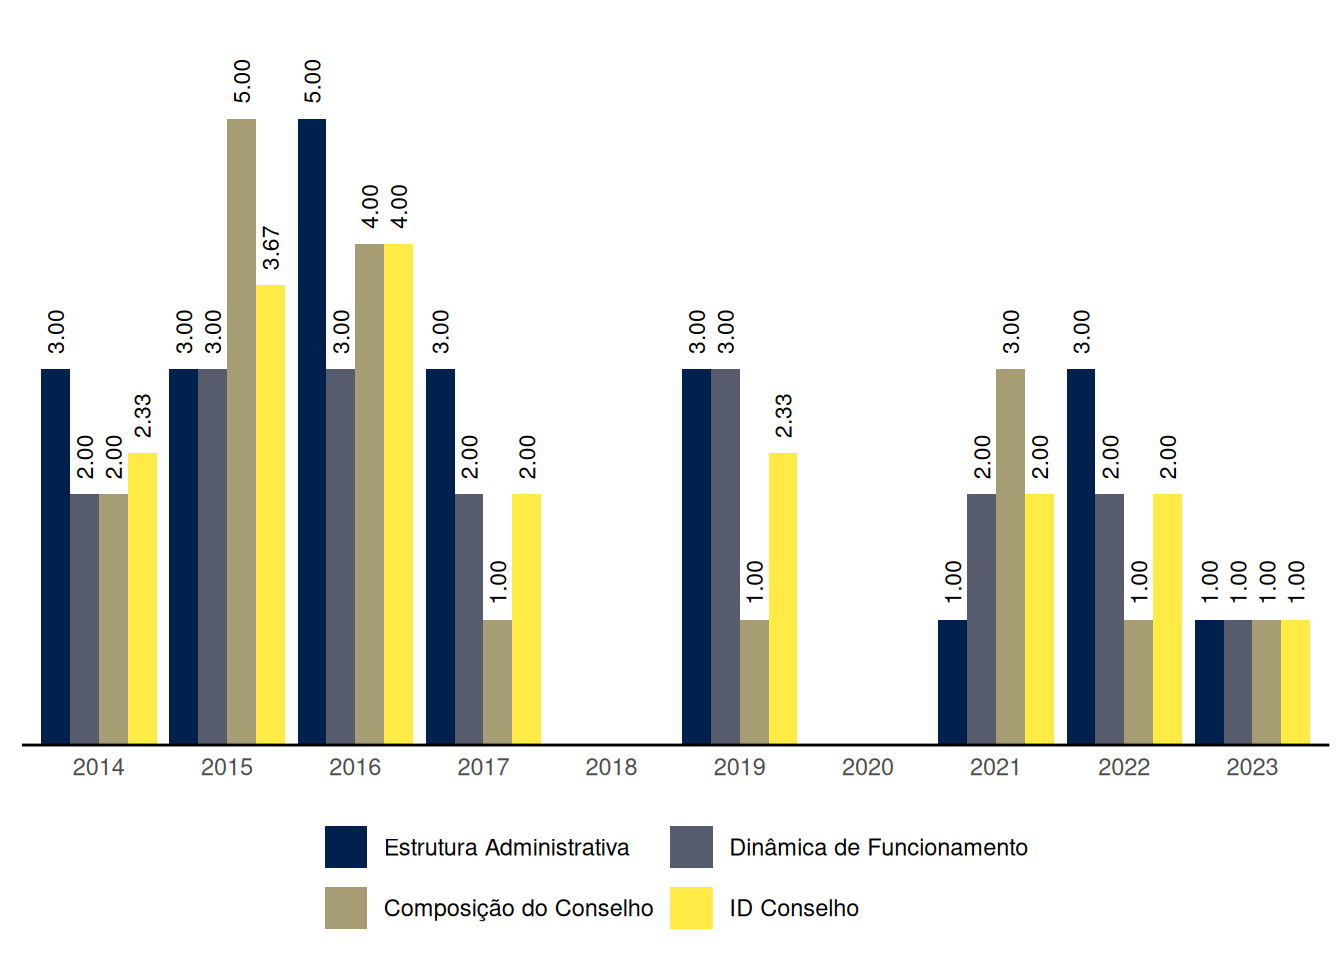 3.00 2.00 2.00 2.33
3.00 3.00 5.00 3.67
5.00 3.00 4.00 4.00
3.00 2.00 1.00 2.00
3.00 3.00 1.00 2.33
1.00 2.00 3.00 2.00
3.00 2.00 1.00 2.00
1.00 1.00 1.00 1.00
2014 2015 2016 2017 2018 2019 2020 2021 2022 2023
Estrutura Administrativa Dinâmica de Funcionamento
Composição do Conselho ID Conselho